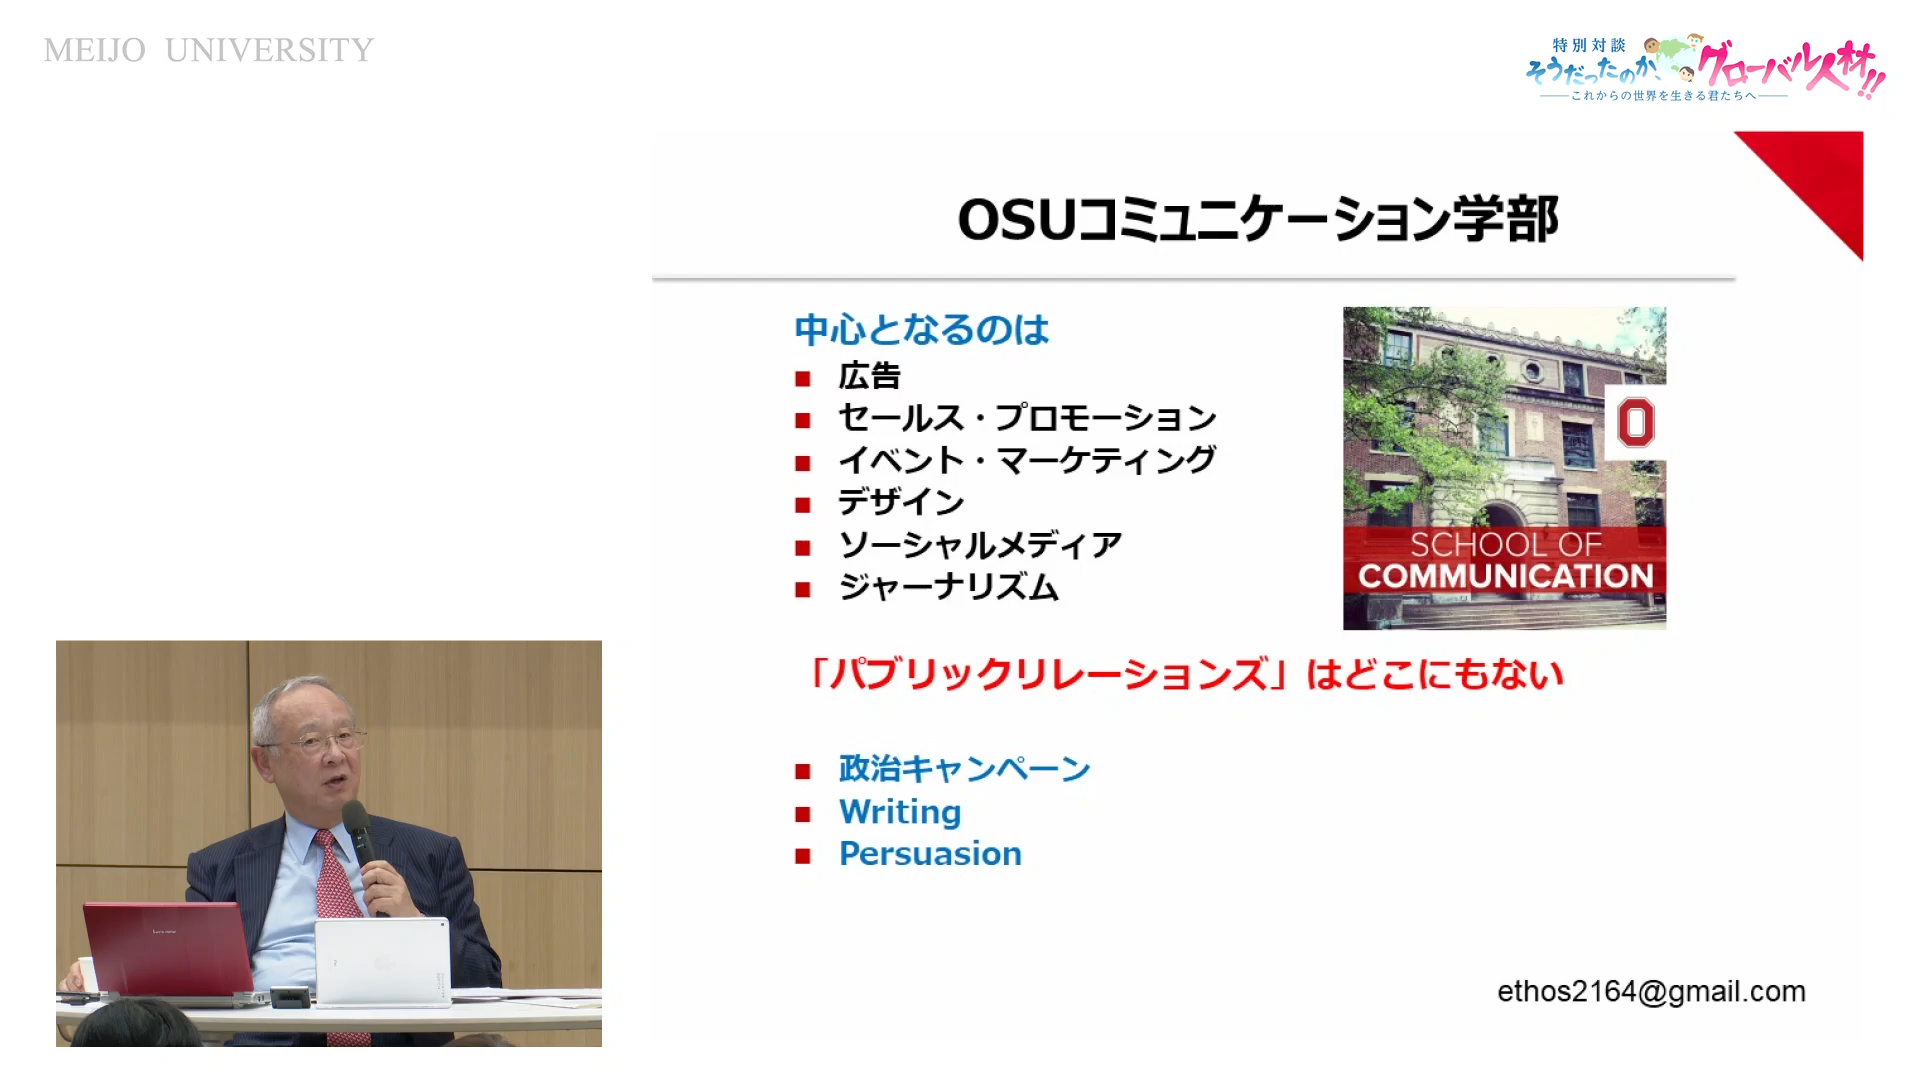 MEIJO UNIVERSITY
特別対談
そうだったのか、グローバル人材!!
これからの世界を生きる君たちへ
OSUコミュニケーション学部
中心となるのは
■ 広告
■ セールス・プロモーション
■ イベント・マーケティング
■ デザイン
■ ソーシャルメディア
■ ジャーナリズム
O
SCHOOL OF
COMMUNICATION
「パブリックリレーションズ」はどこにもない
■ 政治キャンペーン
■ Writing
■ Persuasion
Lenovo
ethos2164@gmail.com